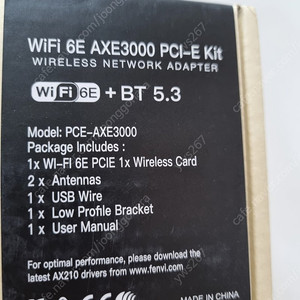 WiFi 6E AXE3000 PCI-E Kit
WIRELESS NETWORK ADAPTER
WiFi 6E + BT 5.3
Model: PCE-AXE3000
Package Includes :
1x WI-FI 6E PCIE 1x Wireless Card
2 x Antennas
1 x USB Wire
1 x Low Profile Bracket
1 x User Manual
For optimal performance, please download the
latest AX210 drivers from www.fenvi.com
MADE IN CHINA